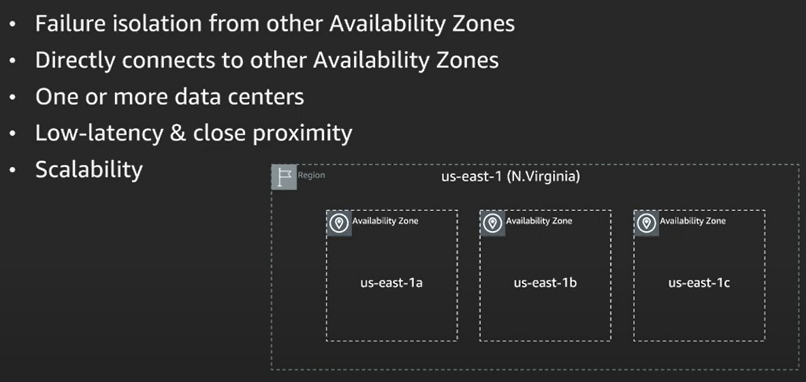 • Failure isolation from other Availability Zones
• Directly connects to other Availability Zones
• One or more data centers
• Low-latency & close proximity
• Scalability
Region
us-east-1 (N.Virginia)
Availability Zone
Availability Zone
Availability Zone
us-east-1a
us-east-1b
us-east-1c